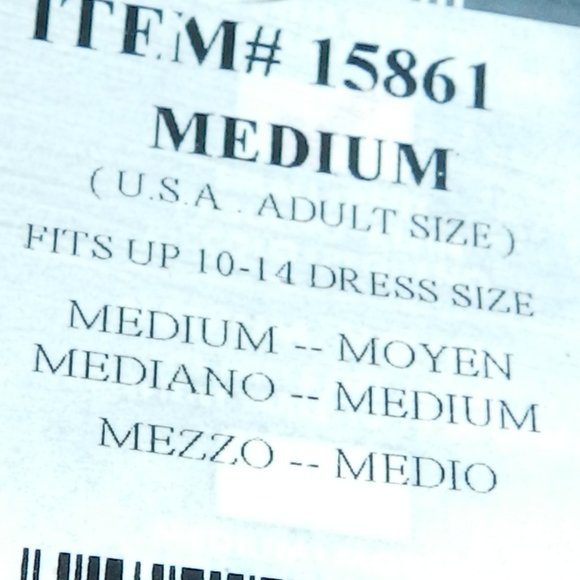 ITEM# 15861
MEDIUM
( U.S.A . ADULT SIZE )
FITS UP 10-14 DRESS SIZE
MEDIUM -- MOYEN
MEDIANO -- MEDIUM
MEZZO -- MEDIO